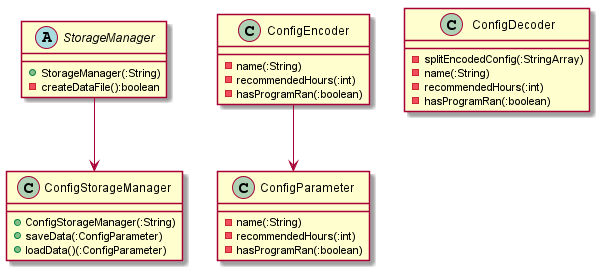 A StorageManager
StorageManager(:String)
createDataFile():boolean
C ConfigEncoder
name(:String)
recommendedHours(:int)
hasProgramRan(:boolean)
C ConfigDecoder
splitEncodedConfig(:StringArray)
name(:String)
recommendedHours(:int)
hasProgramRan(:boolean)
C ConfigStorageManager
ConfigStorageManager(:String)
saveData(:ConfigParameter)
loadData()(:ConfigParameter)
C ConfigParameter
name(:String)
recommendedHours(:int)
hasProgramRan(:boolean)